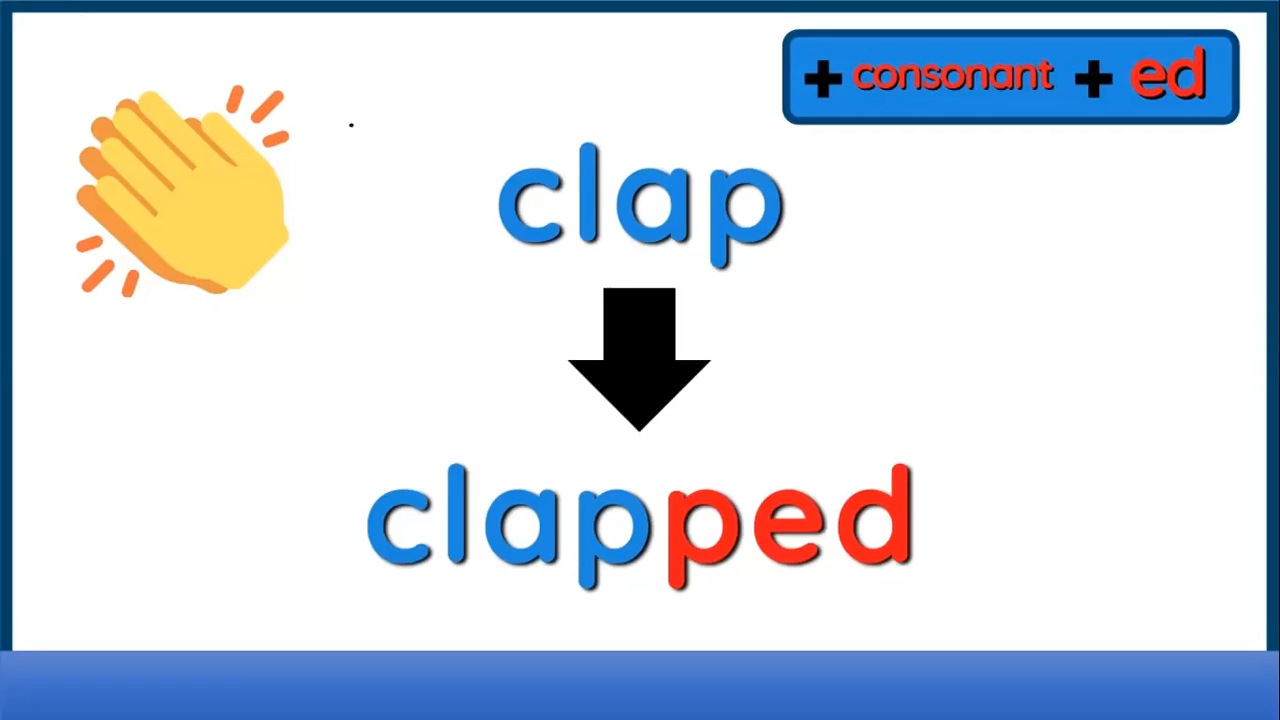 + consonant + ed
clap
clapped